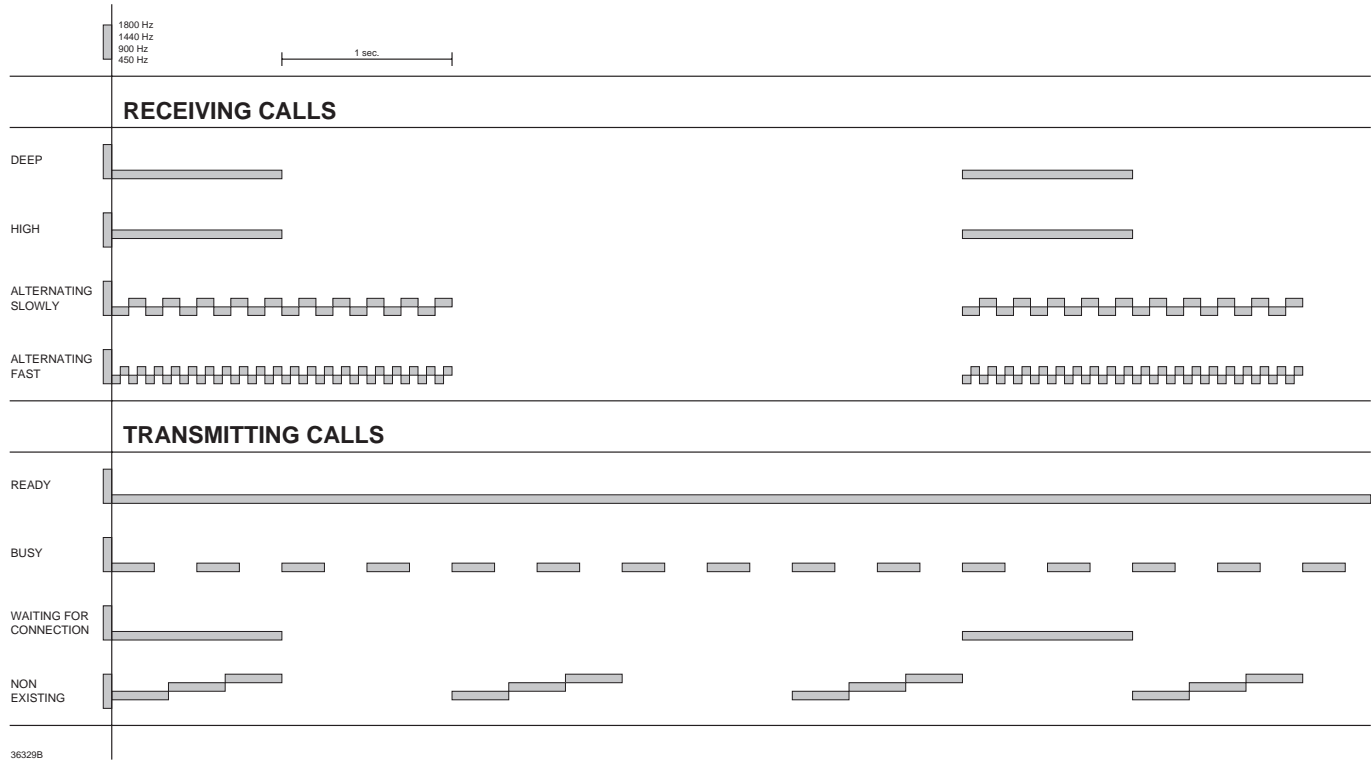 1800 Hz
1440 Hz
900 Hz
450 Hz
1 sec.
RECEIVING CALLS
DEEP
HIGH
ALTERNATING
SLOWLY
ALTERNATING
FAST
TRANSMITTING CALLS
READY
BUSY
WAITING FOR
CONNECTION
NON
EXISTING
36329B